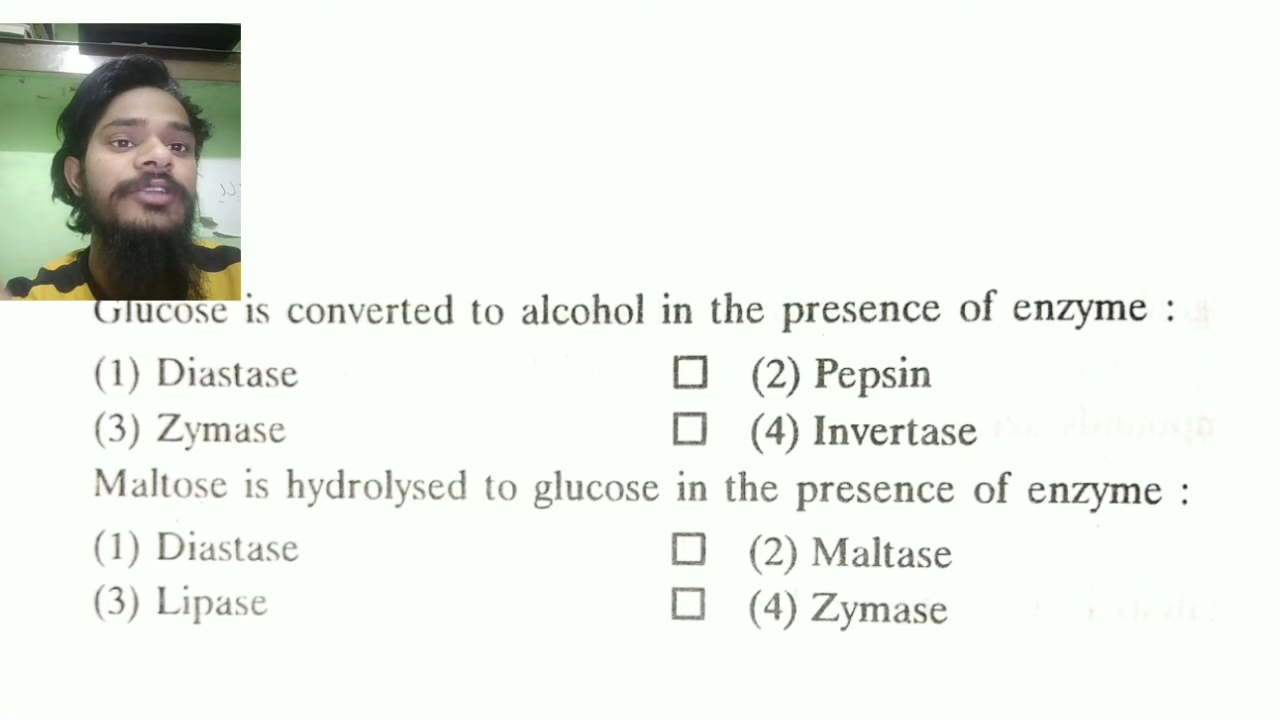 Glucose is converted to alcohol in the presence of enzyme :
(1) Diastase ☐ (2) Pepsin
(3) Zymase ☐ (4) Invertase
Maltose is hydrolysed to glucose in the presence of enzyme :
(1) Diastase ☐ (2) Maltase
(3) Lipase ☐ (4) Zymase